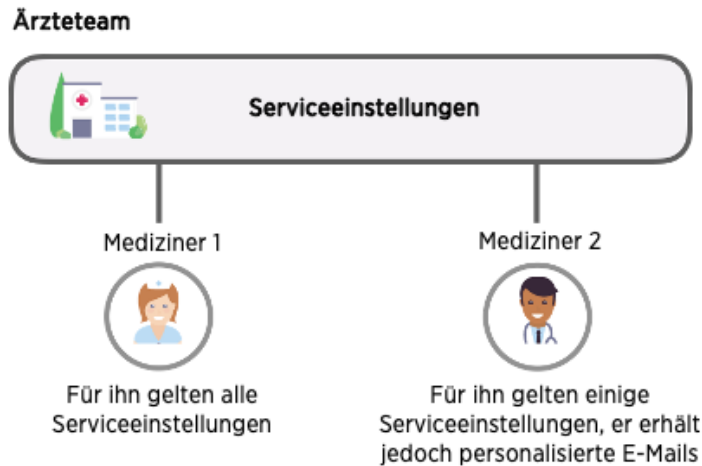 Ärzteteam
Serviceeinstellungen
Mediziner 1
Mediziner 2
Für ihn gelten alle
Serviceeinstellungen
Für ihn gelten einige
Serviceeinstellungen, er erhält
jedoch personalisierte E-Mails